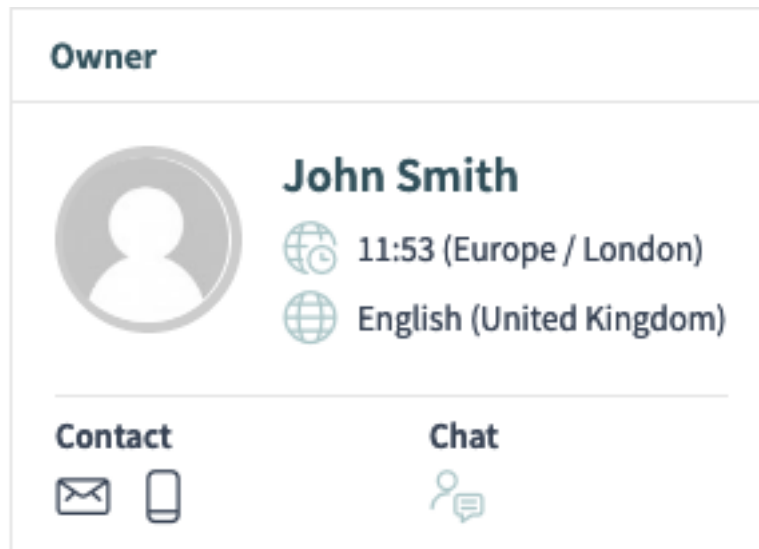 Owner
John Smith
11:53 (Europe / London)
English (United Kingdom)
Contact
Chat